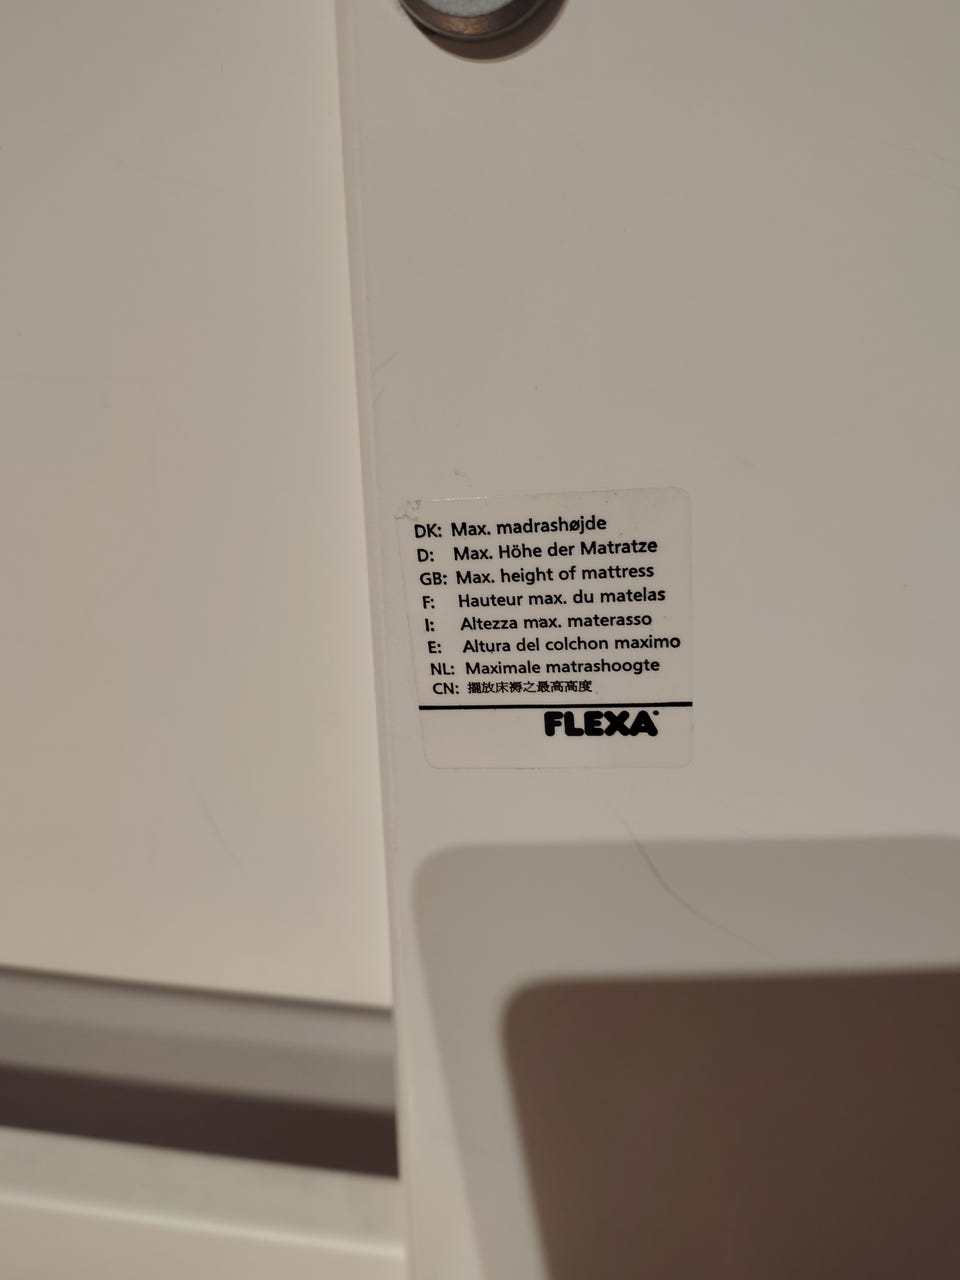 DK: Max. madrashøjde
D: Max. Höhe der Matratze
GB: Max. height of mattress
F: Hauteur max. du matelas
I: Altezza max. materasso
E: Altura del colchon maximo
NL: Maximale matrashoogte
CN: 擺放床褥之最高高度
FLEXA